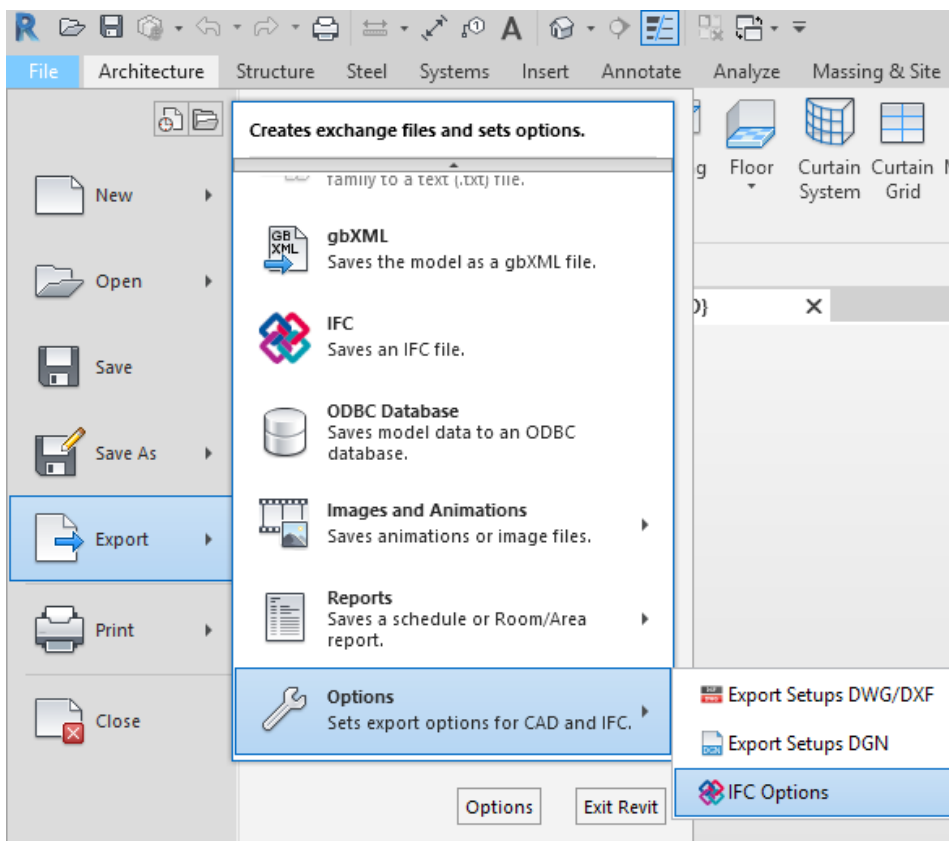 File Architecture Structure Steel Systems Insert Annotate Analyze Massing & Site
Creates exchange files and sets options.
family to a text (.txt) file.
New
gbXML
Saves the model as a gbXML file.
Open
IFC
Saves an IFC file.
Save
ODBC Database
Saves model data to an ODBC
database.
Save As
Images and Animations
Saves animations or image files.
Export
Reports
Saves a schedule or Room/Area
report.
Print
Options
Sets export options for CAD and IFC.
Close
Export Setups DWG/DXF
Export Setups DGN
IFC Options
Options Exit Revit
g Floor Curtain Curtain
System Grid